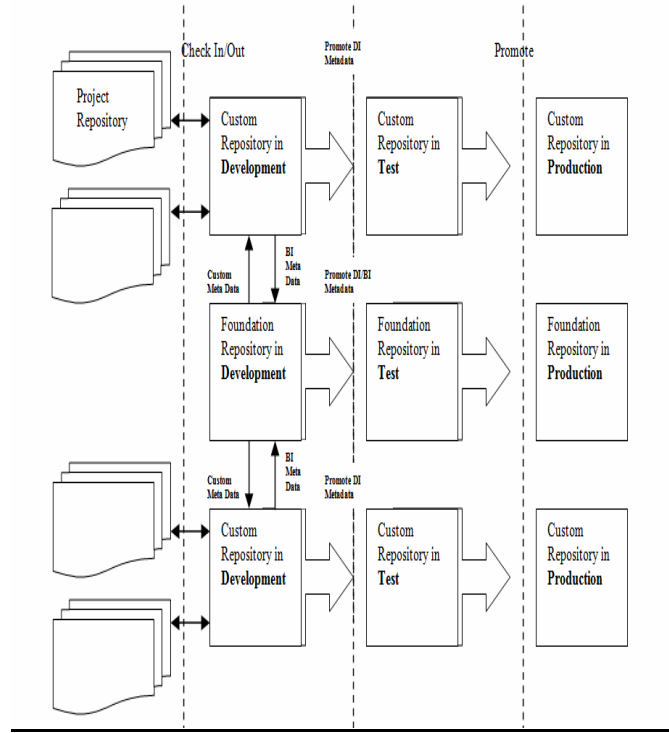 Check In/Out
Promote DI
Metadata
Promote
Project
Repository
Custom
Repository in
Development
Custom
Repository in
Test
Custom
Repository in
Production
Custom
Meta Data
BI
Meta
Data
Promote DI/BI
Metadata
Foundation
Repository in
Development
Foundation
Repository in
Test
Foundation
Repository in
Production
Custom
Meta Data
BI
Meta
Data
Promote DI
Metadata
Custom
Repository in
Development
Custom
Repository in
Test
Custom
Repository in
Production